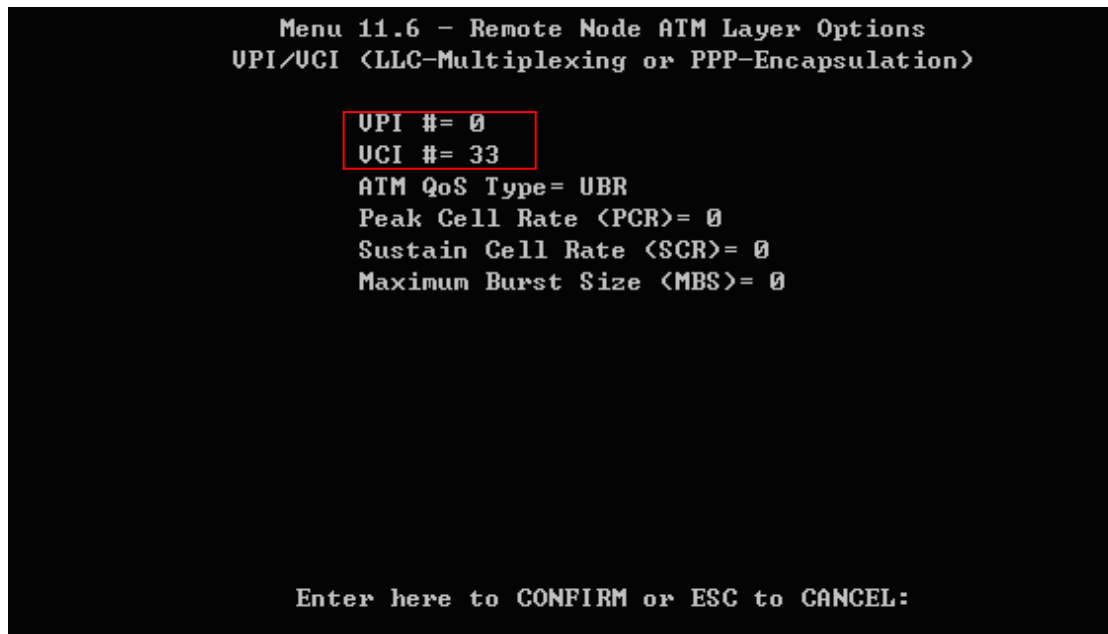 Menu 11.6 - Remote Node ATM Layer Options
VPI/VCI (LLC-Multiplexing or PPP-Encapsulation)
VPI #= 0
VCI #= 33
ATM QoS Type= UBR
Peak Cell Rate (PCR)= 0
Sustain Cell Rate (SCR)= 0
Maximum Burst Size (MBS)= 0
Enter here to CONFIRM or ESC to CANCEL: